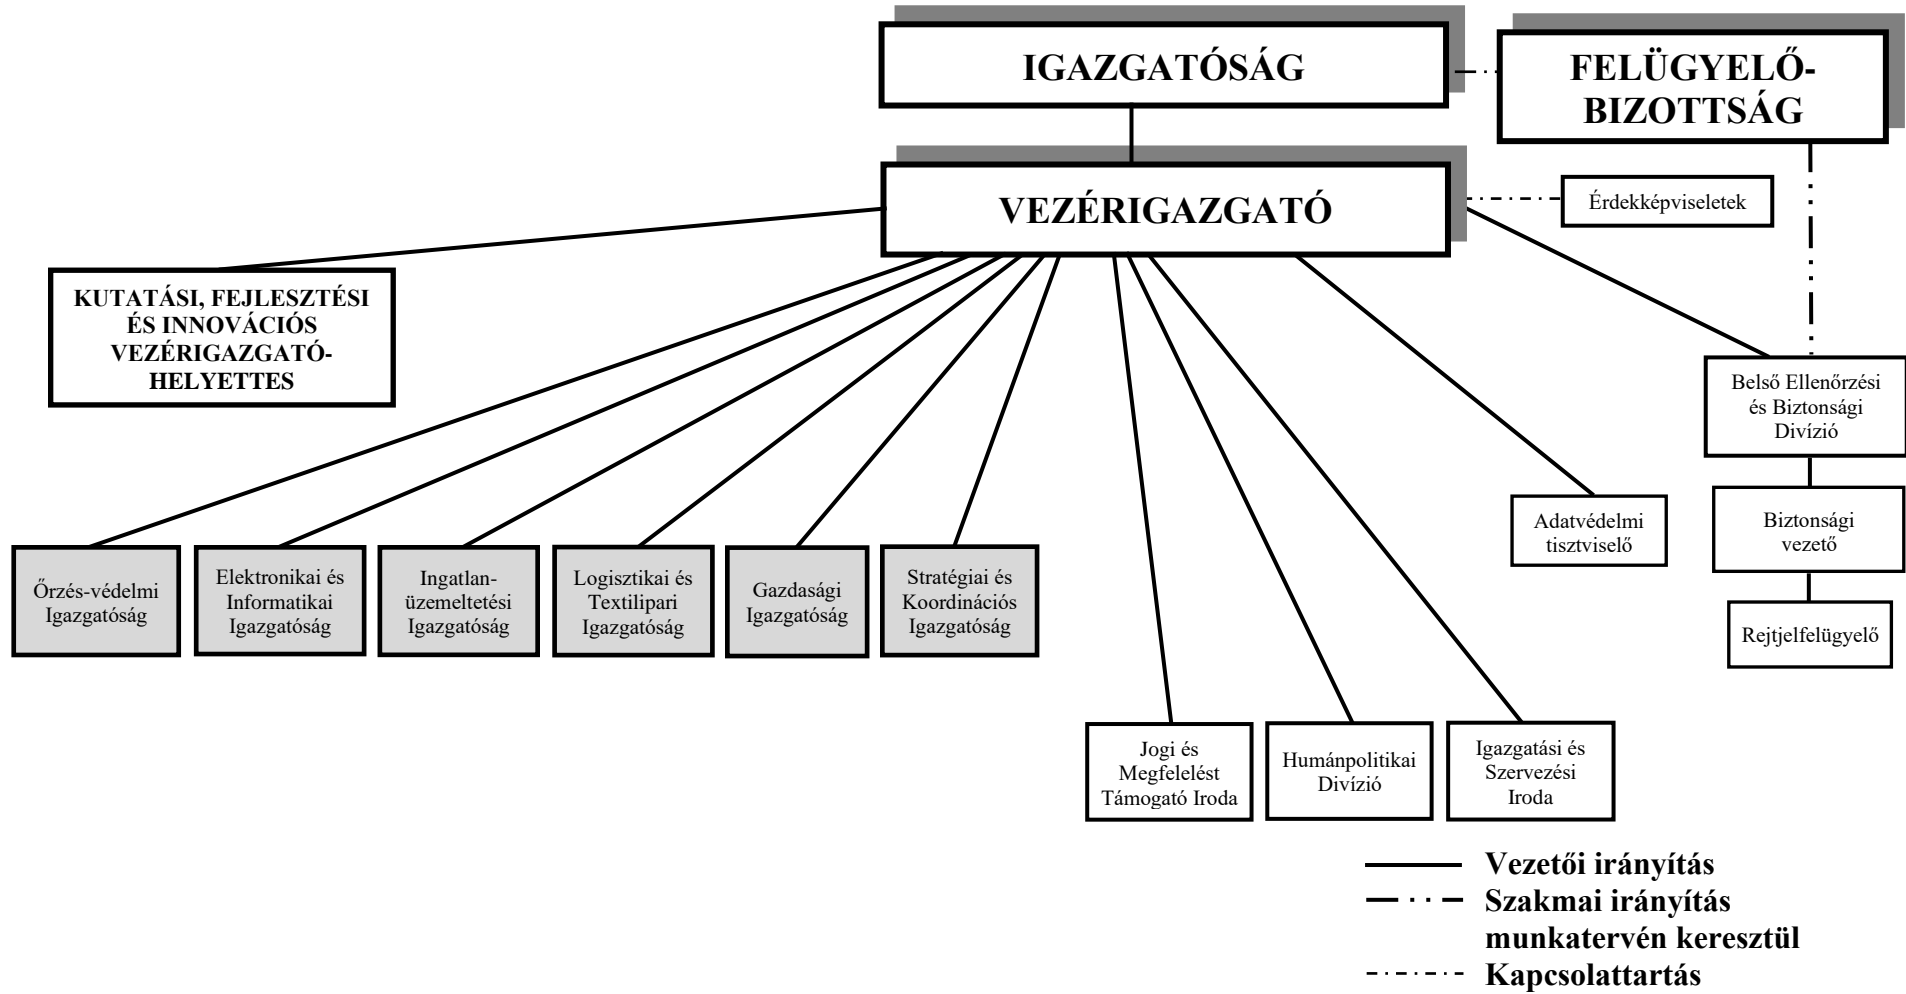 IGAZGATÓSÁG
FELÜGYELŐ-
BIZOTTSÁG
VEZÉRIGAZGATÓ
Érdekképviseletek
KUTATÁSI, FEJLESZTÉSI
ÉS INNOVÁCIÓS
VEZÉRIGAZGATÓ-
HELYETTES
Belső Ellenőrzési
és Biztonsági
Divízió
Adatvédelmi
tisztviselő
Biztonsági
vezető
Rejtjelfelügyelő
Őrzés-védelmi
Igazgatóság
Elektronikai és
Informatikai
Igazgatóság
Ingatlan-
üzemeltetési
Igazgatóság
Logisztikai és
Textilipari
Igazgatóság
Gazdasági
Igazgatóság
Stratégiai és
Koordinációs
Igazgatóság
Jogi és
Megfelelést
Támogató Iroda
Humánpolitikai
Divízió
Igazgatási és
Szervezési
Iroda
Vezetői irányítás
Szakmai irányítás
munkatervén keresztül
Kapcsolattartás